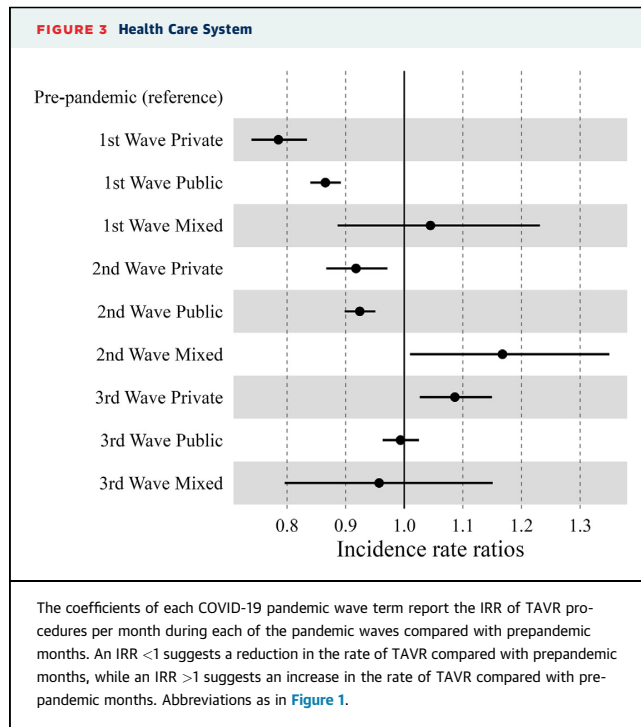 FIGURE 3 Health Care System
Pre-pandemic (reference)
1st Wave Private
1st Wave Public
1st Wave Mixed
2nd Wave Private
2nd Wave Public
2nd Wave Mixed
3rd Wave Private
3rd Wave Public
3rd Wave Mixed
0.8 0.9 1.0 1.1 1.2 1.3
Incidence rate ratios
The coefficients of each COVID-19 pandemic wave term report the IRR of TAVR pro-
cedures per month during each of the pandemic waves compared with prepandemic
months. An IRR <1 suggests a reduction in the rate of TAVR compared with prepandemic
months, while an IRR >1 suggests an increase in the rate of TAVR compared with pre-
pandemic months. Abbreviations as in Figure 1.